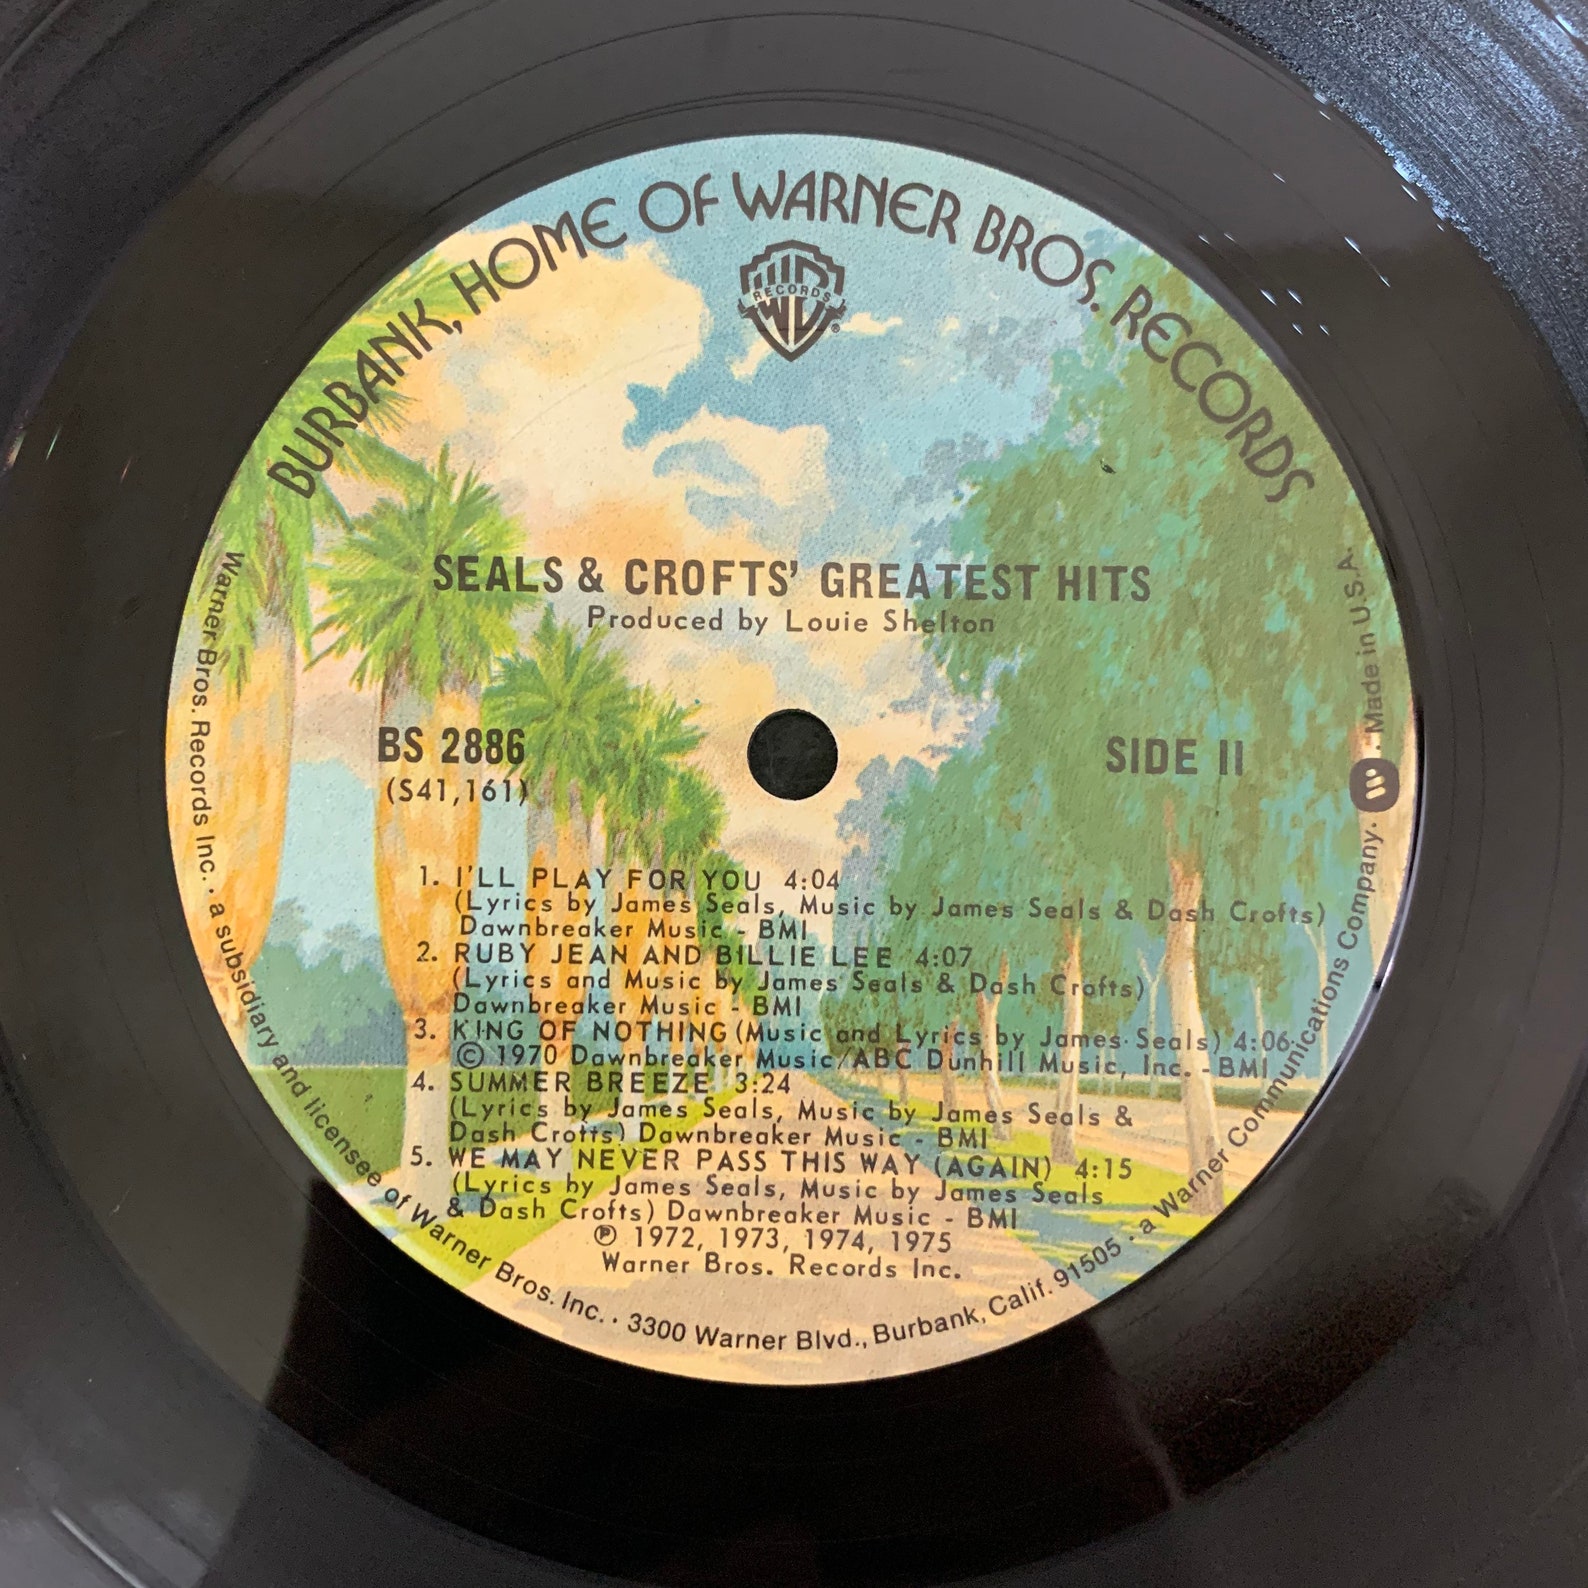 BURBANK, HOME OF WARNER BROS. RECORDS
WB
RECORDS
®
SEALS & CROFTS' GREATEST HITS
Produced by Louie Shelton
BS 2886
(S41,161)
SIDE II
1. I'LL PLAY FOR YOU 4:04
(Lyrics by James Seals, Music by James Seals & Dash Crofts)
Dawnbreaker Music - BMI
2. RUBY JEAN AND BILLIE LEE 4:07
(Lyrics and Music by James Seals & Dash Crofts)
Dawnbreaker Music - BMI
3. KING OF NOTHING (Music and Lyrics by James Seals) 4:06
© 1970 Dawnbreaker Music/ABC Dunhill Music, Inc. - BMI
4. SUMMER BREEZE 3:24
(Lyrics by James Seals, Music by James Seals &
Dash Crofts) Dawnbreaker Music - BMI
5. WE MAY NEVER PASS THIS WAY (AGAIN) 4:15
(Lyrics by James Seals, Music by James Seals
& Dash Crofts) Dawnbreaker Music - BMI
℗ 1972, 1973, 1974, 1975
Warner Bros. Records Inc.
Warner Bros. Records Inc. · a subsidiary and licensee of Warner Bros. Inc. · 3300 Warner Blvd., Burbank, Calif. 91505 · a Warner Communications Company. · Made in U.S.A.